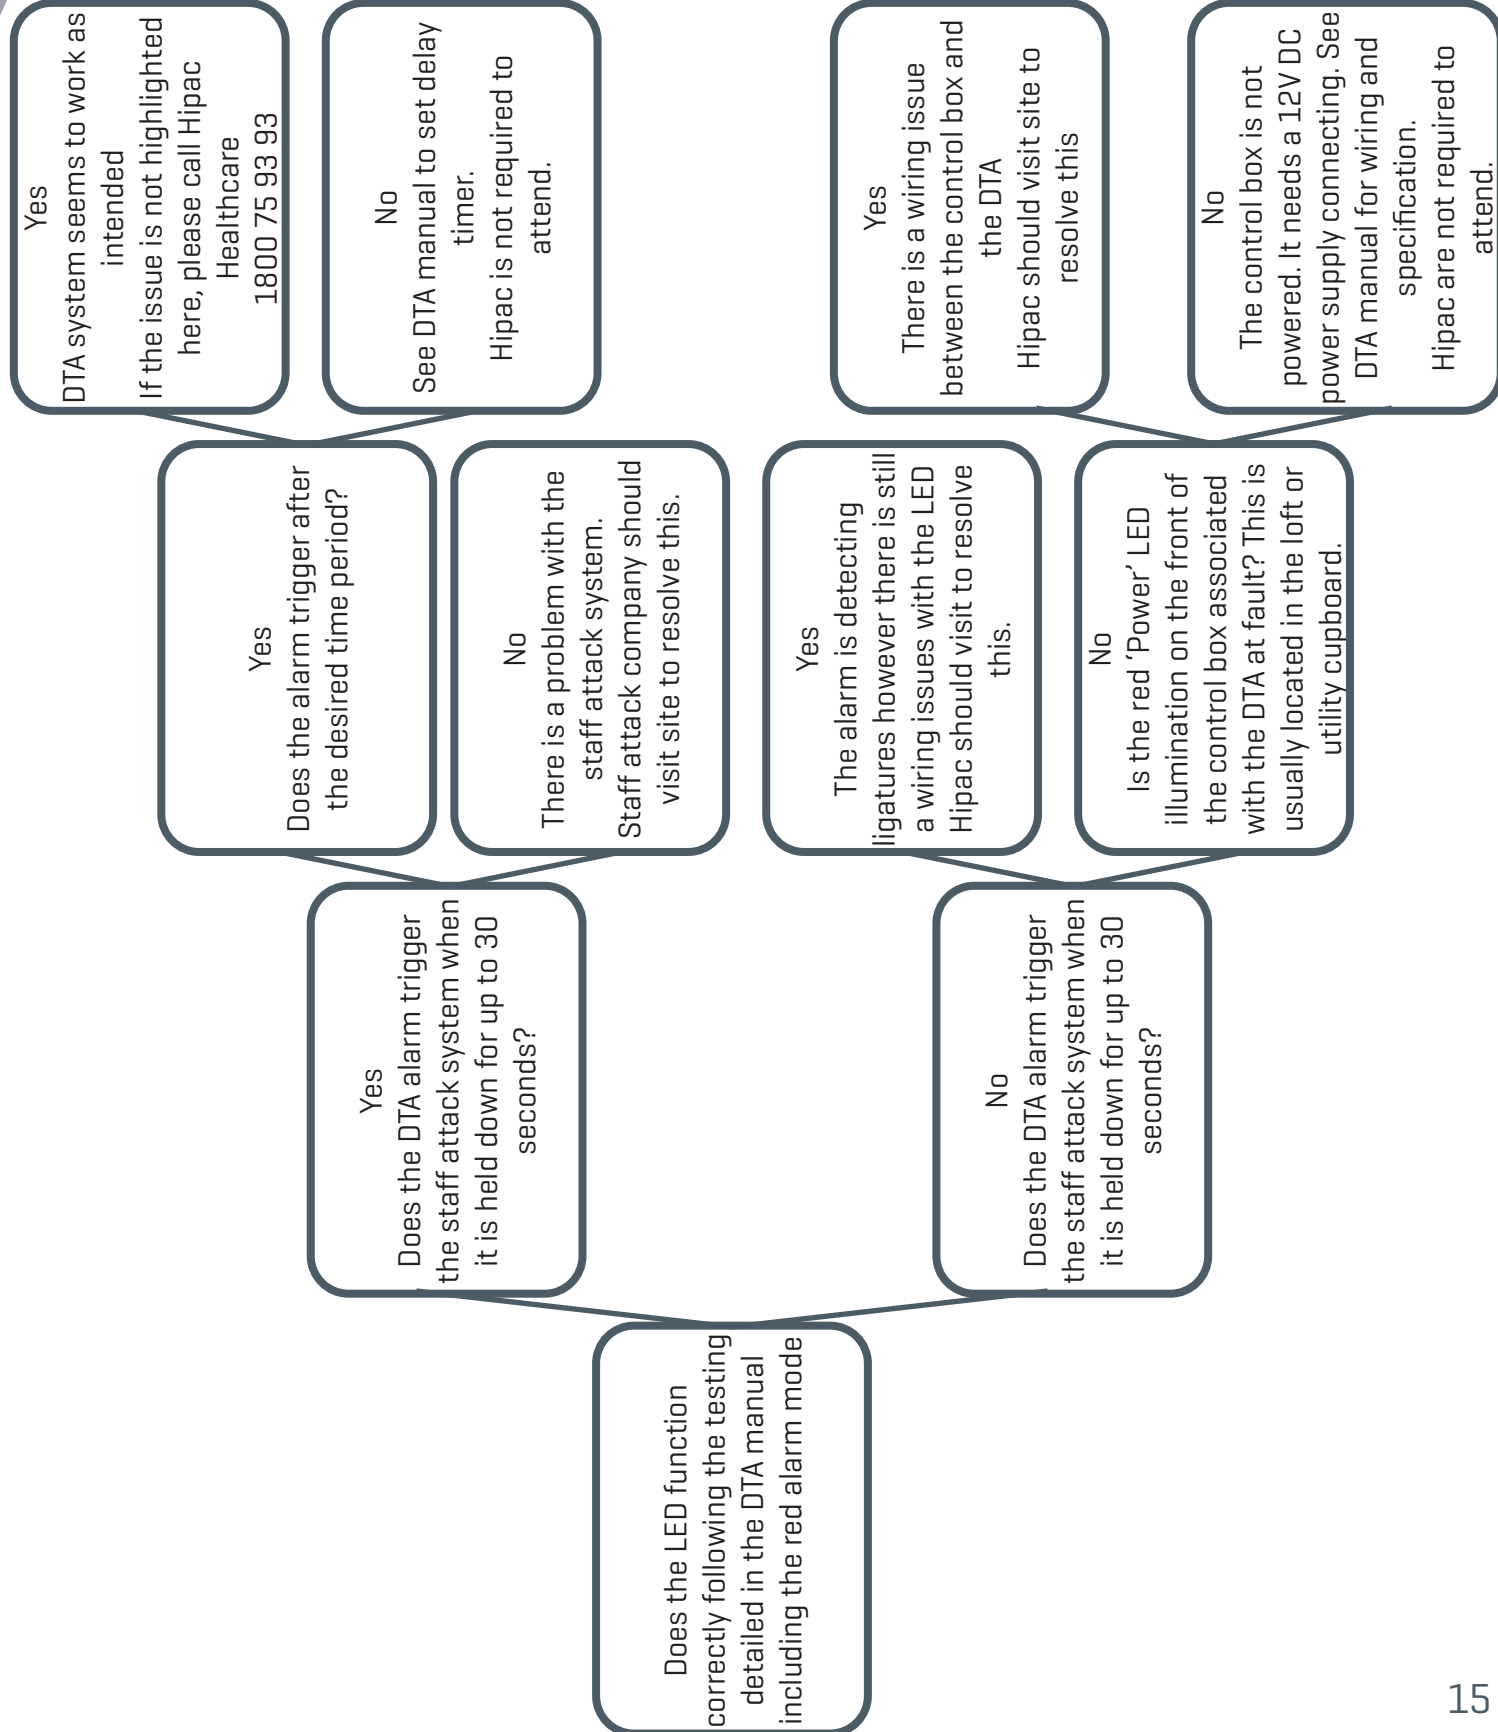 Does the LED function
correctly following the testing
detailed in the DTA manual
including the red alarm mode
Yes
Does the DTA alarm trigger
the staff attack system when
it is held down for up to 30
seconds?
No
Does the DTA alarm trigger
the staff attack system when
it is held down for up to 30
seconds?
Yes
Does the alarm trigger after
the desired time period?
No
There is a problem with the
staff attack system.
Staff attack company should
visit site to resolve this.
Yes
The alarm is detecting
ligatures however there is still
a wiring issues with the LED
Hipac should visit to resolve
this.
No
Is the red ‘Power’ LED
illumination on the front of
the control box associated
with the DTA at fault? This is
usually located in the loft or
utility cupboard.
Yes
DTA system seems to work as
intended
If the issue is not highlighted
here, please call Hipac
Healthcare
1800 75 93 93
No
See DTA manual to set delay
timer.
Hipac is not required to
attend.
Yes
There is a wiring issue
between the control box and
the DTA
Hipac should visit site to
resolve this
No
The control box is not
powered. It needs a 12V DC
power supply connecting. See
DTA manual for wiring and
specification.
Hipac are not required to
attend.
15